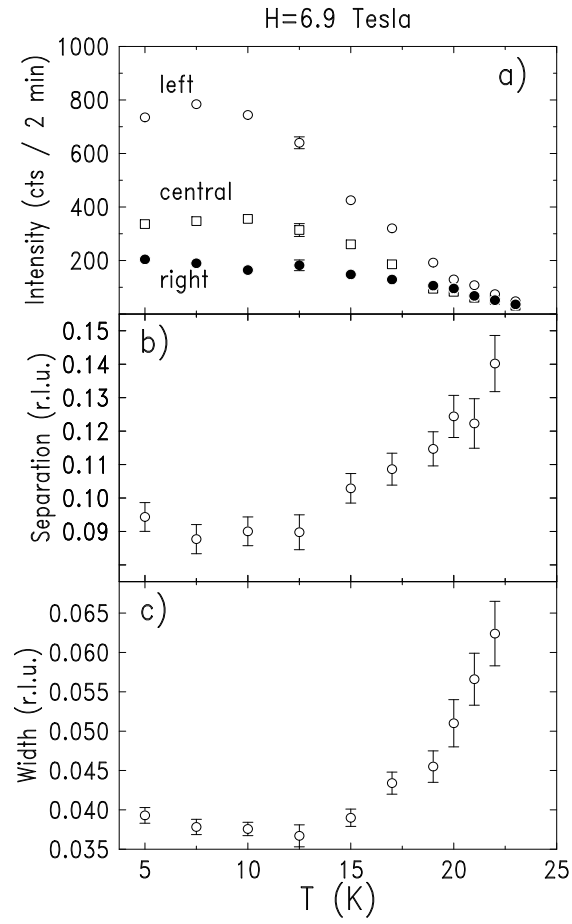 H=6.9 Tesla
a)
Intensity (cts / 2 min)
1000
800
600
400
200
left
central
right
b)
Separation (r.l.u.)
0.15
0.14
0.13
0.12
0.11
0.10
0.09
c)
Width (r.l.u.)
0.065
0.060
0.055
0.050
0.045
0.040
0.035
5 10 15 20 25
T (K)